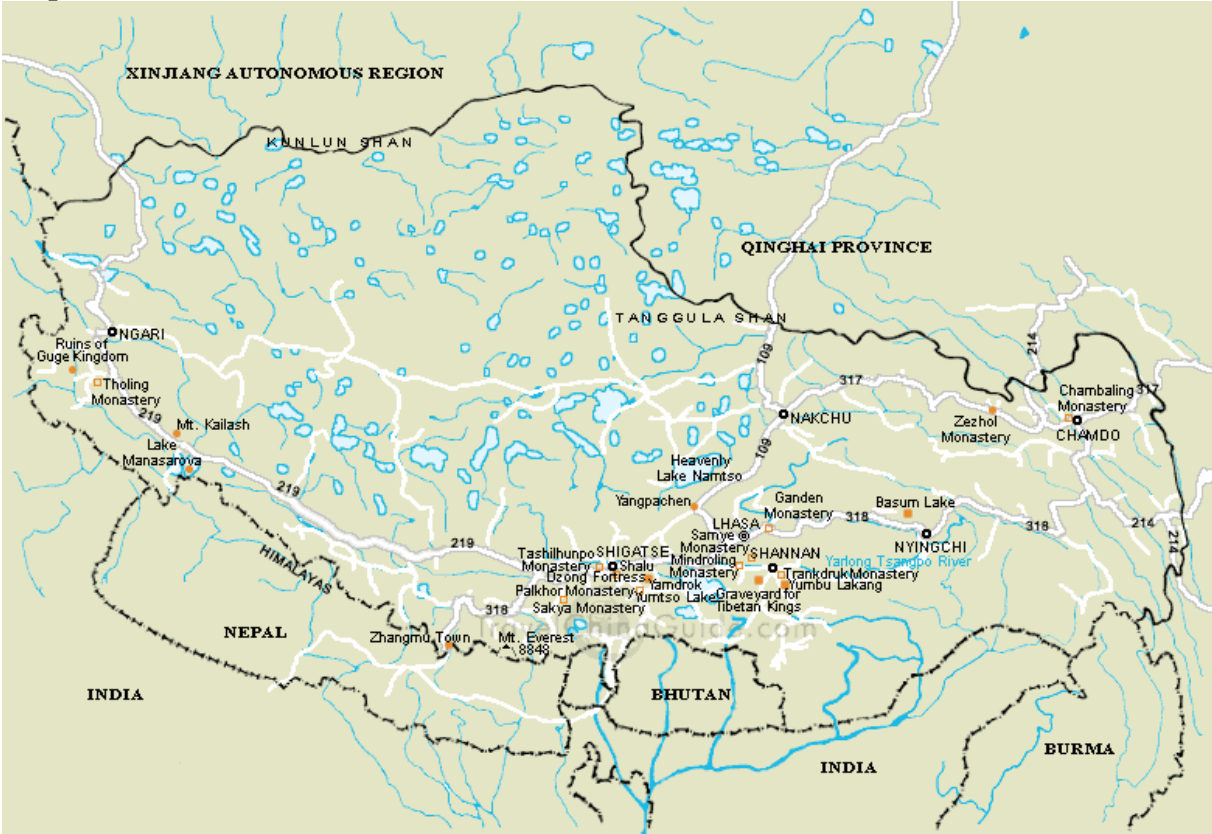 XINJIANG AUTONOMOUS REGION
KUNLUN SHAN
QINGHAI PROVINCE
TANGGULA SHAN
NGARI
Ruins of
Guge Kingdom
Tholing
Monastery
219
Mt. Kailash
Lake
Manasarova
219
219
109
317
214
Chambaling
Monastery
317
CHAMDO
NAKCHU
Zezhol
Monastery
109
Heavenly
Lake Namtso
Yangpachen
Ganden
Monastery
Basum Lake
LHASA
318
318
214
214
Samye
Monastery
NYINGCHI
HIMALAYAS
Tashilhunpo
Monastery
SHIGATSE
Shalu
Mindroling
Monastery
SHANNAN
Yarlong Tsangpo River
Dzong Fortress
Yamdrok
Yumtso Lake
Trankdruk Monastery
Yumbu Lakang
Palkhor Monastery
Graveyard for
Tibetan Kings
318
Sakya Monastery
TravelChinaGuide.com
NEPAL
Zhangmu Town
Mt. Everest
8848
INDIA
BHUTAN
BURMA
INDIA